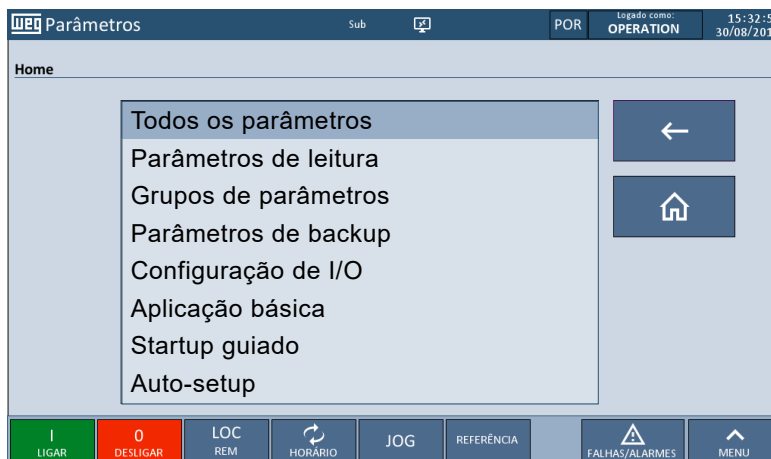 WEG Parâmetros Sub POR Logado como: 15:32:5
OPERATION 30/08/201
Home
Todos os parâmetros
Parâmetros de leitura
Grupos de parâmetros
Parâmetros de backup
Configuração de I/O
Aplicação básica
Startup guiado
Auto-setup
I 0 LOC JOG REFERÊNCIA
LIGAR DESLIGAR REM HORÁRIO FALHAS/ALARMES MENU